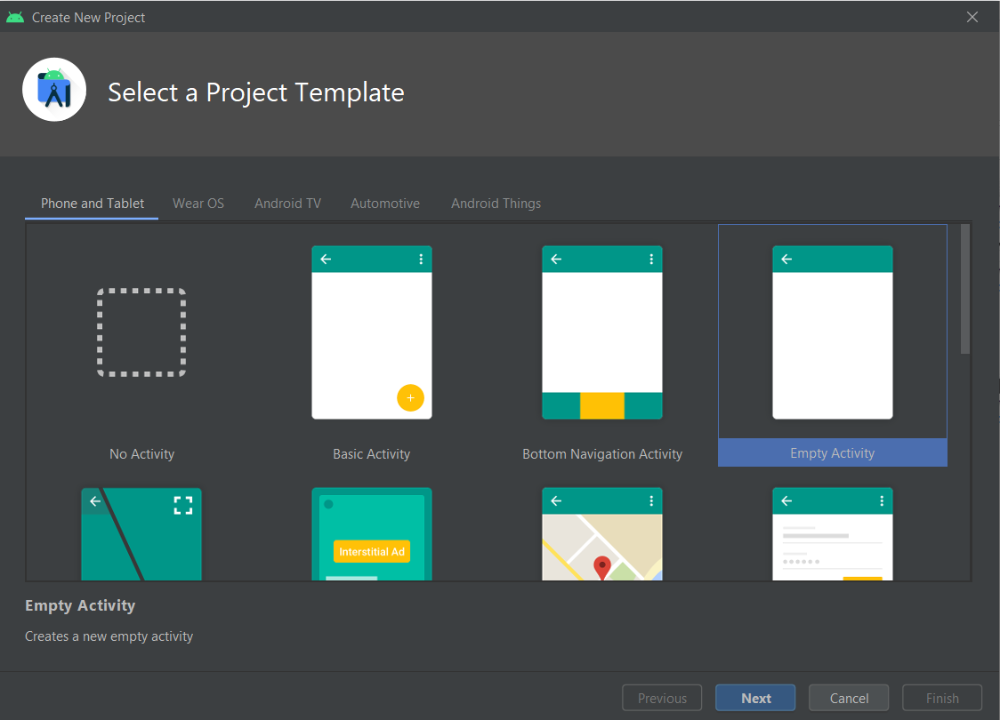 Create New Project
Select a Project Template
Phone and Tablet Wear OS Android TV Automotive Android Things
No Activity Basic Activity Bottom Navigation Activity Empty Activity
Interstitial Ad
Empty Activity
Creates a new empty activity
Previous Next Cancel Finish